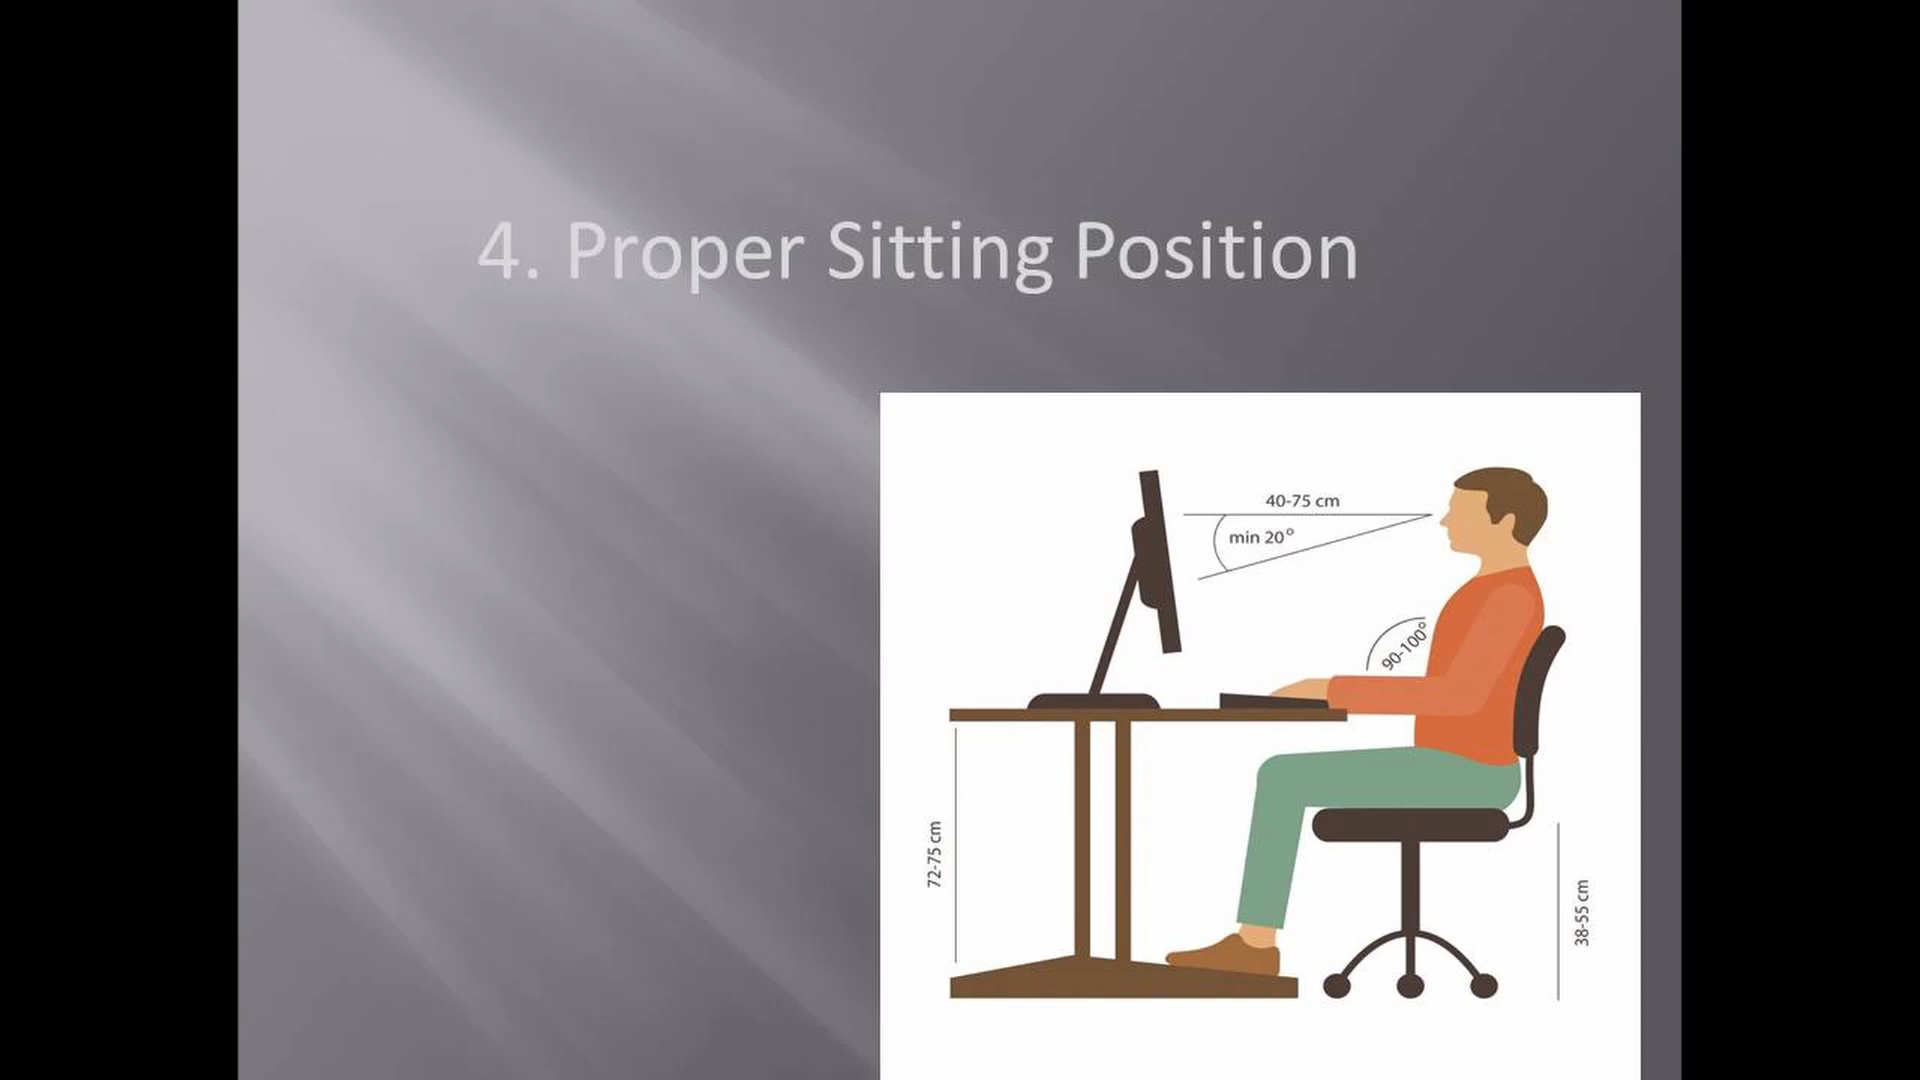 4. Proper Sitting Position
40-75 cm
min 20°
90-100°
72-75 cm
38-55 cm